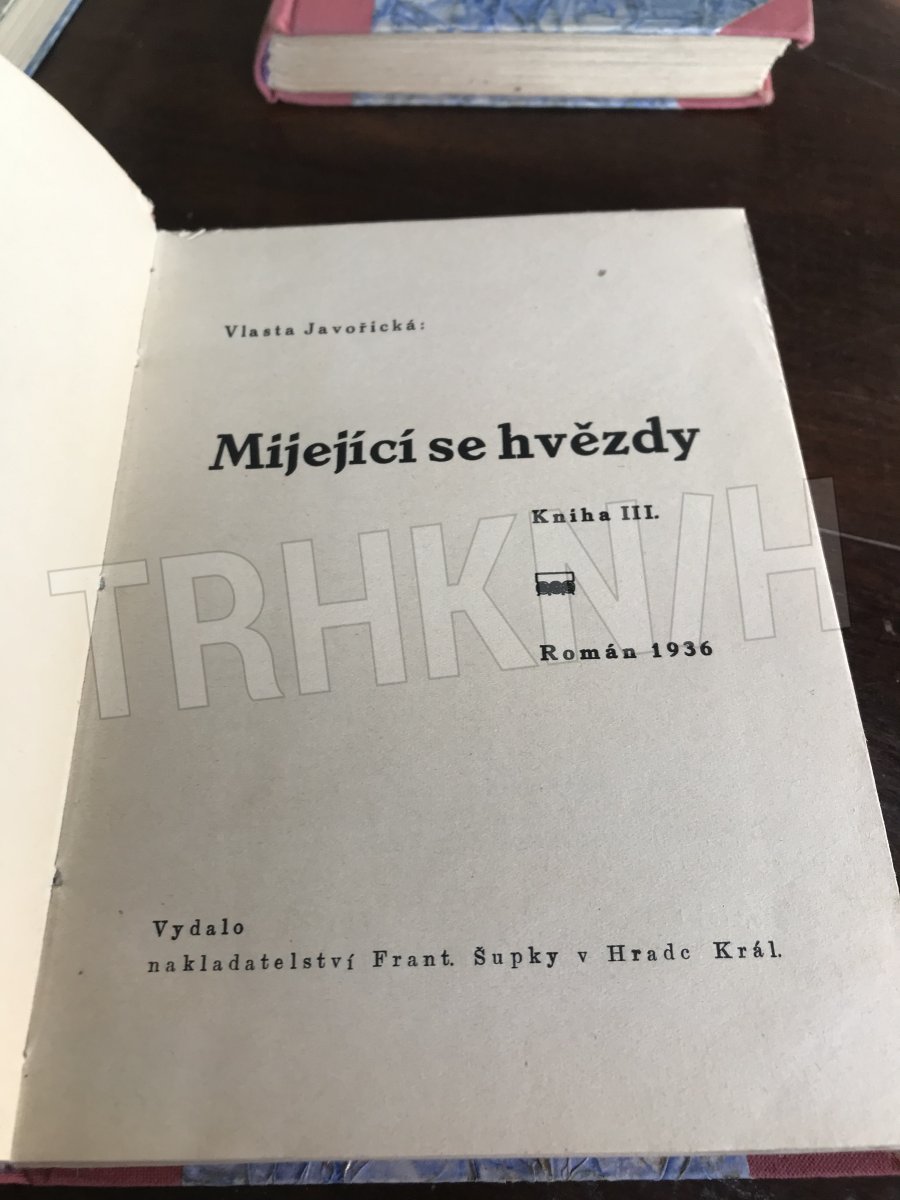 Vlasta Javořická:
Mijející se hvězdy
Kniha III.
TRHKNIH
Román 1936
Vydalo
nakladatelství Frant. Šupky v Hradc Král.